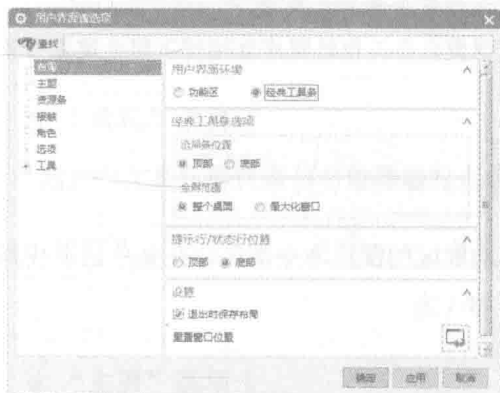 用户界面选项
查找
布局
主题
资源条
接触
角色
选项
工具
用户界面环境
功能区 经典工具条
经典工具条选项
选择条位置
顶部 底部
全屏范围
整个桌面 最大化窗口
提示行/状态行位置
顶部 底部
设置
退出时保存布局
重置窗口位置
确定 应用 取消